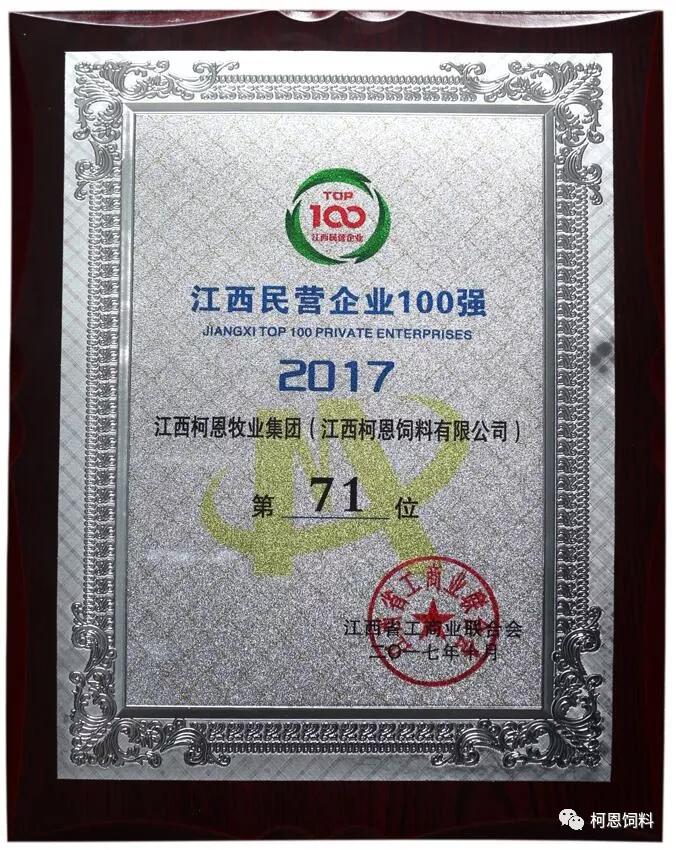 TOP
100
江西民营企业
江西民营企业100强
JIANGXI TOP 100 PRIVATE ENTERPRISES
2017
江西柯恩牧业集团（江西柯恩饲料有限公司）
第 71 位
省工商业联
江西省工商业联合会
二〇一七年十月
柯恩饲料